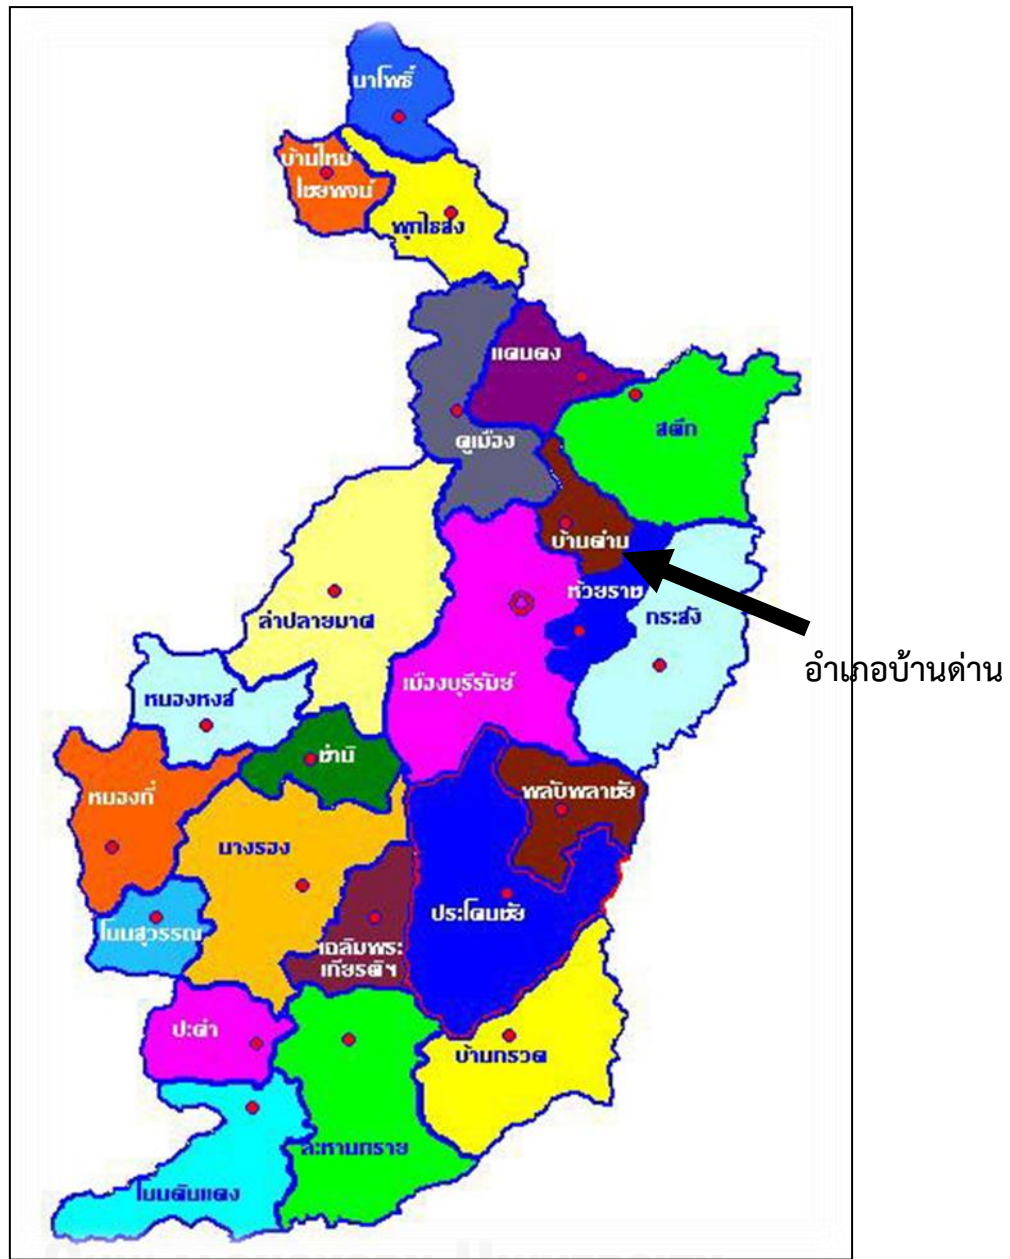 นาโพธิ์
บ้านใหม่
ไชยพจน์
พุทไธสง
แคนดง
สตึก
คูเมือง
บ้านด่าน
ห้วยราช
กระสัง
ลำปลายมาศ
อำเภอบ้านด่าน
เมืองบุรีรัมย์
หนองหงส์
ชำนิ
พลับพลาชัย
หนองกี่
นางรอง
ประโคนชัย
โนนสุวรรณ
เฉลิมพระ
เกียรติฯ
ปะคำ
บ้านกรวด
ละหานทราย
โนนดินแดง